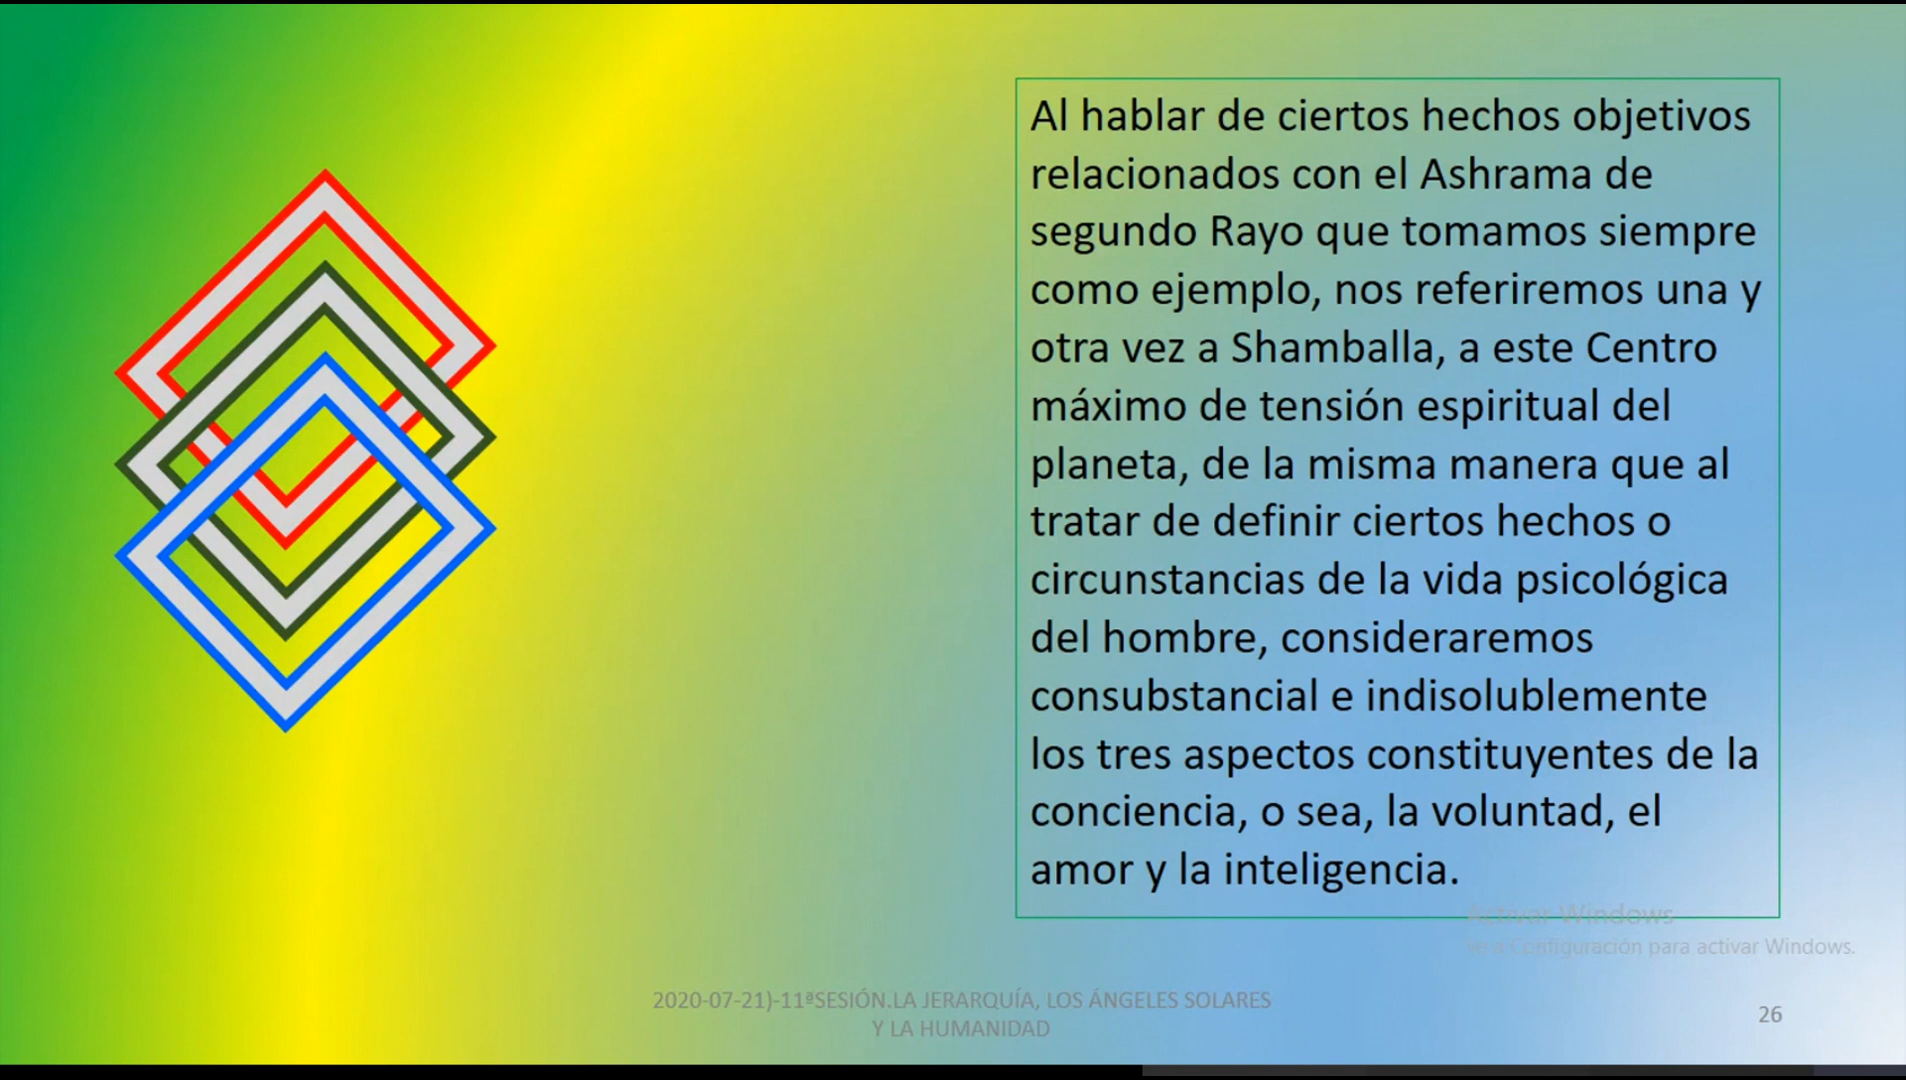 Al hablar de ciertos hechos objetivos
relacionados con el Ashrama de
segundo Rayo que tomamos siempre
como ejemplo, nos referiremos una y
otra vez a Shamballa, a este Centro
máximo de tensión espiritual del
planeta, de la misma manera que al
tratar de definir ciertos hechos o
circunstancias de la vida psicológica
del hombre, consideraremos
consubstancial e indisolublemente
los tres aspectos constituyentes de la
conciencia, o sea, la voluntad, el
amor y la inteligencia.
Activar Windows
Ve a Configuración para activar Windows.
2020-07-21)-11ªSESIÓN.LA JERARQUÍA, LOS ÁNGELES SOLARES
Y LA HUMANIDAD
26